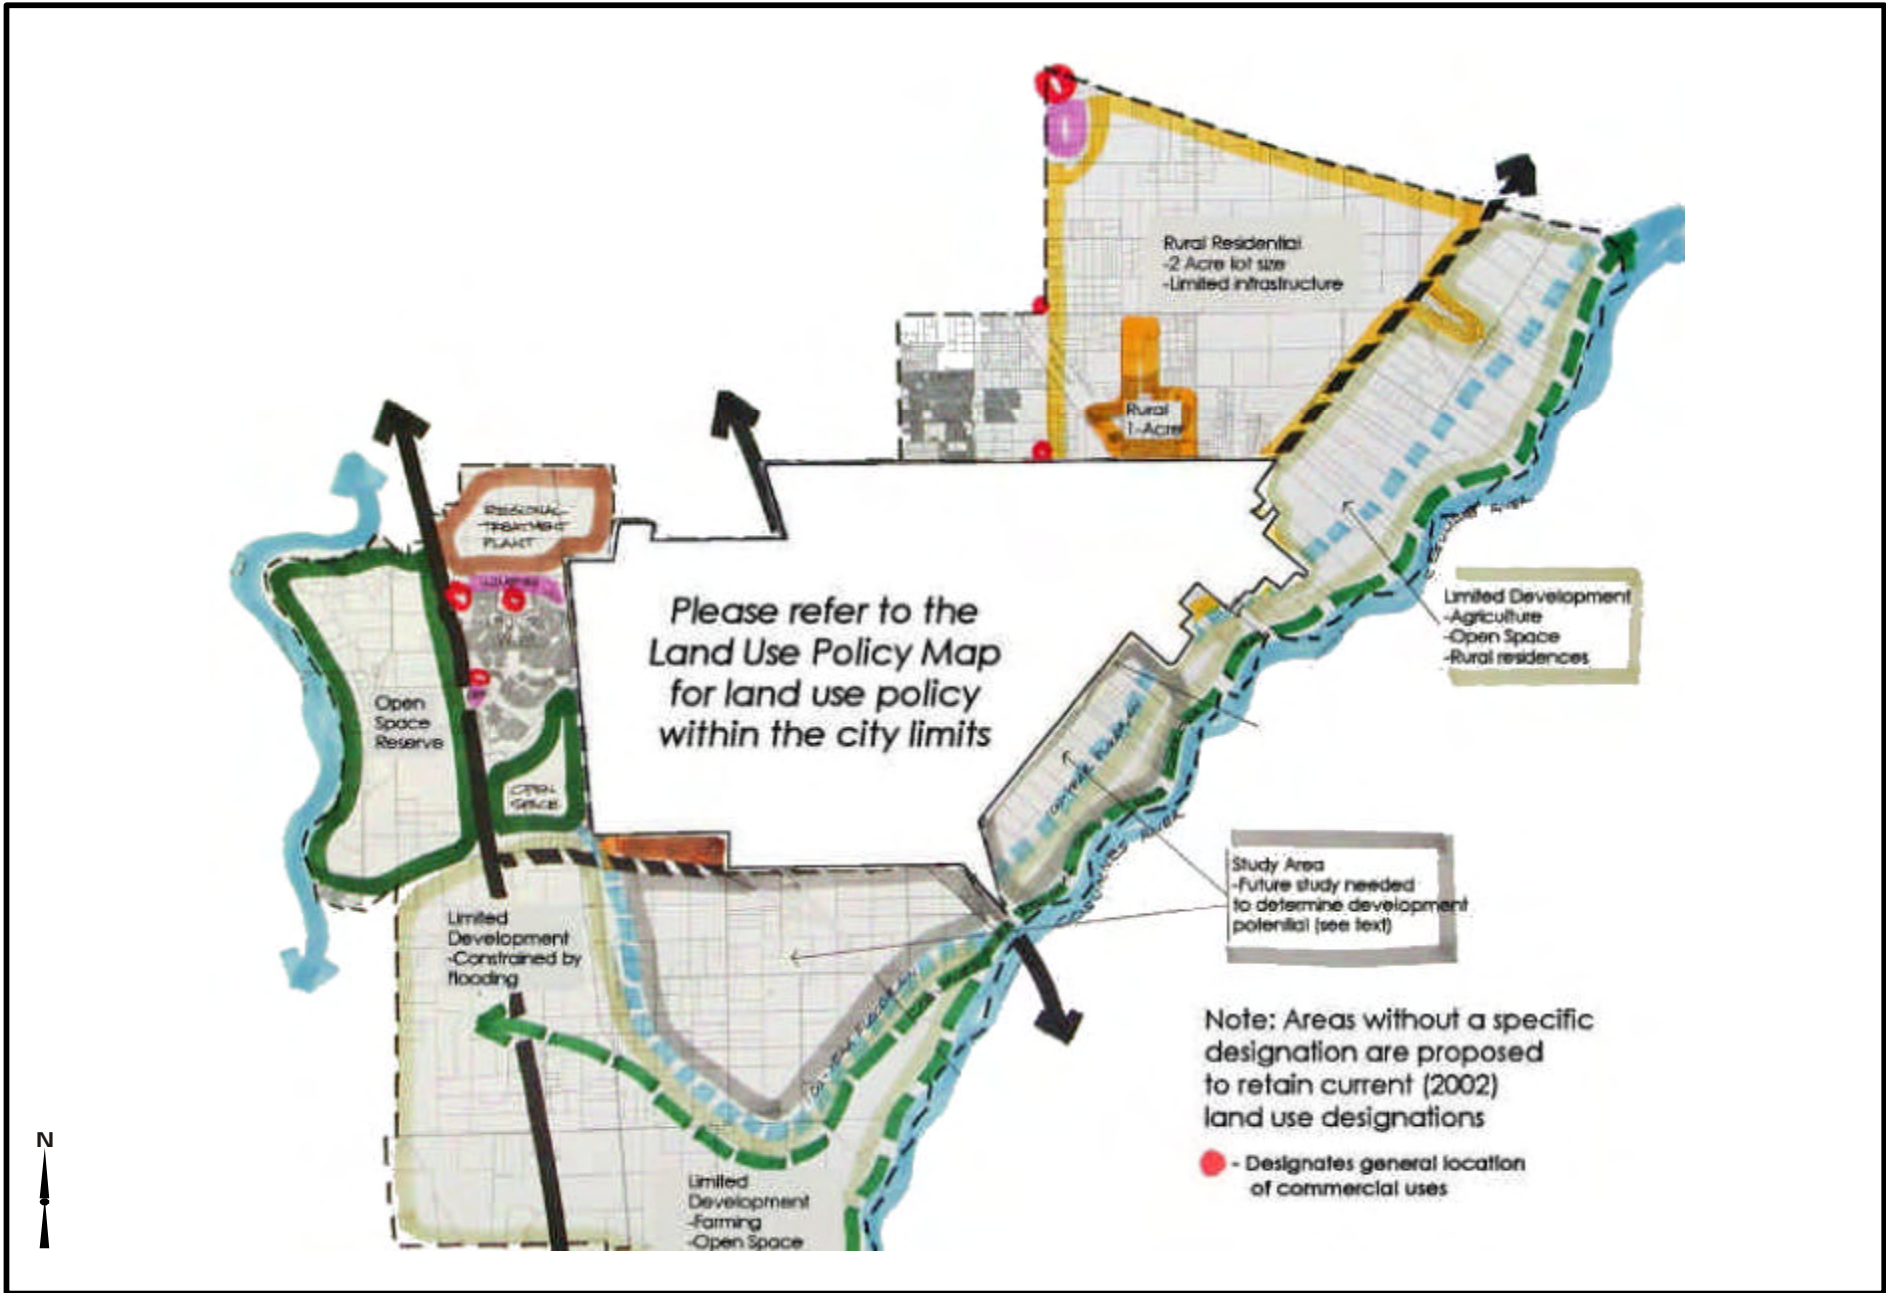 Rural Residential
-2 Acre lot size
-Limited infrastructure
Rural
1-Acre
REGIONAL
TREATMENT
PLANT
Please refer to the
Land Use Policy Map
for land use policy
within the city limits
Limited Development
-Agriculture
-Open Space
-Rural residences
RIVER
Open
Space
Reserve
OPEN
SPACE
Study Area
-Future study needed
to determine development
potential (see text)
RIVER
Limited
Development
-Constrained by
flooding
Note: Areas without a specific
designation are proposed
to retain current (2002)
land use designations
- Designates general location
of commercial uses
Limited
Development
-Farming
-Open Space
N